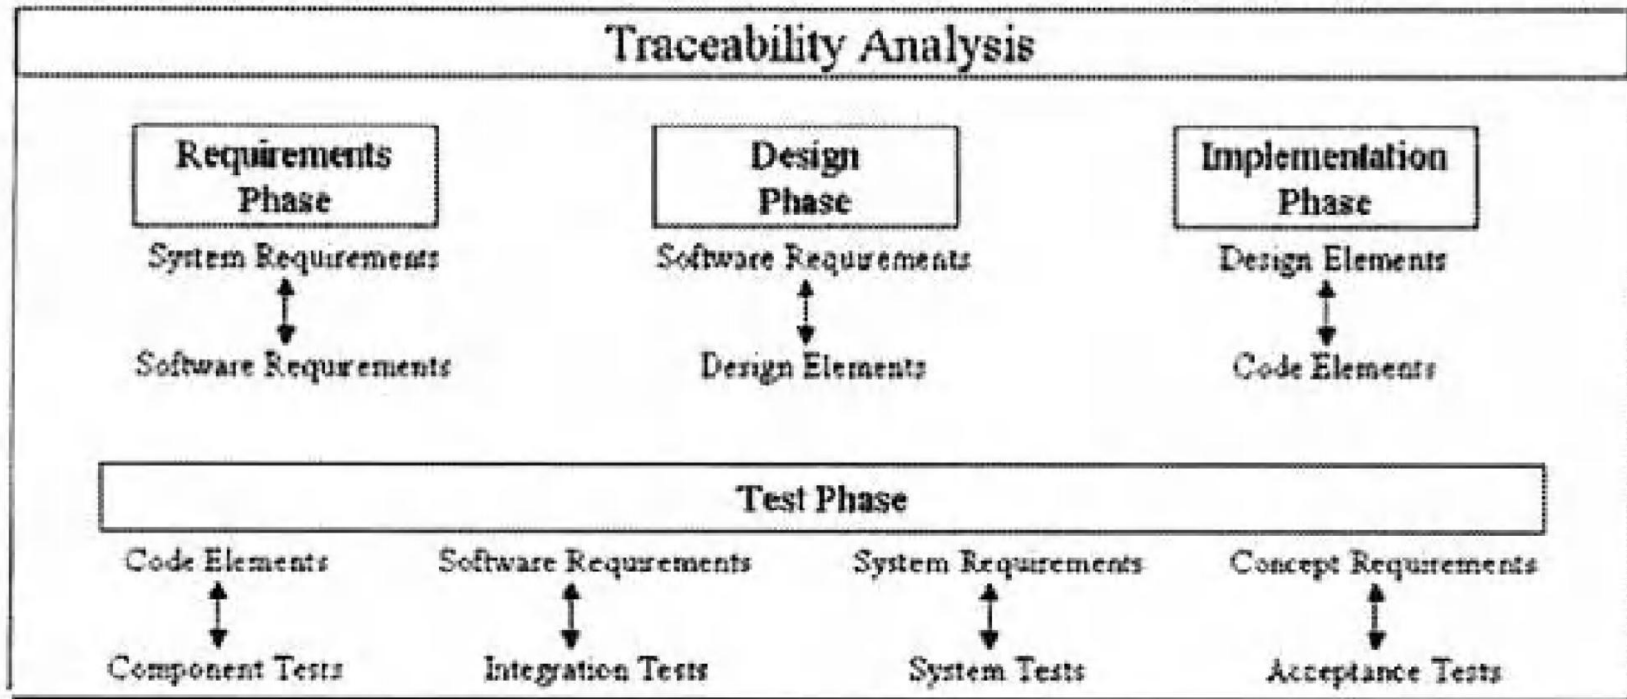 Traceability Analysis
Requirements
Phase
Design
Phase
Implementation
Phase
System Requirements
Software Requirements
Design Elements
Software Requirements
Design Elements
Code Elements
Test Phase
Code Elements
Software Requirements
System Requirements
Concept Requirements
Component Tests
Integration Tests
System Tests
Acceptance Tests